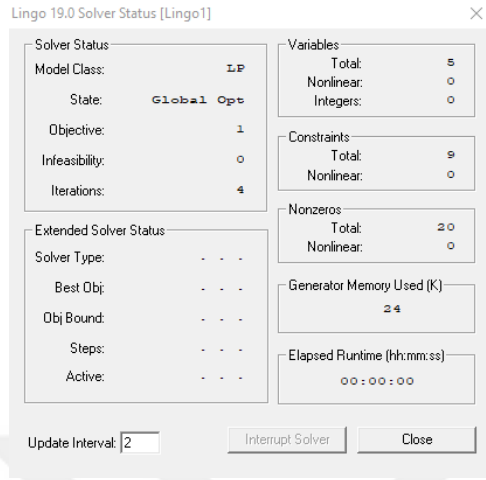 Lingo 19.0 Solver Status [Lingo1]
Solver Status
Model Class: LP
State: Global Opt
Objective: 1
Infeasibility: 0
Iterations: 4
Extended Solver Status
Solver Type: . . .
Best Obj: . . .
Obj Bound: . . .
Steps: . . .
Active: . . .
Variables
Total: 5
Nonlinear: 0
Integers: 0
Constraints
Total: 9
Nonlinear: 0
Nonzeros
Total: 20
Nonlinear: 0
Generator Memory Used (K)
24
Elapsed Runtime (hh:mm:ss)
00:00:00
Update Interval: 2
Interrupt Solver
Close